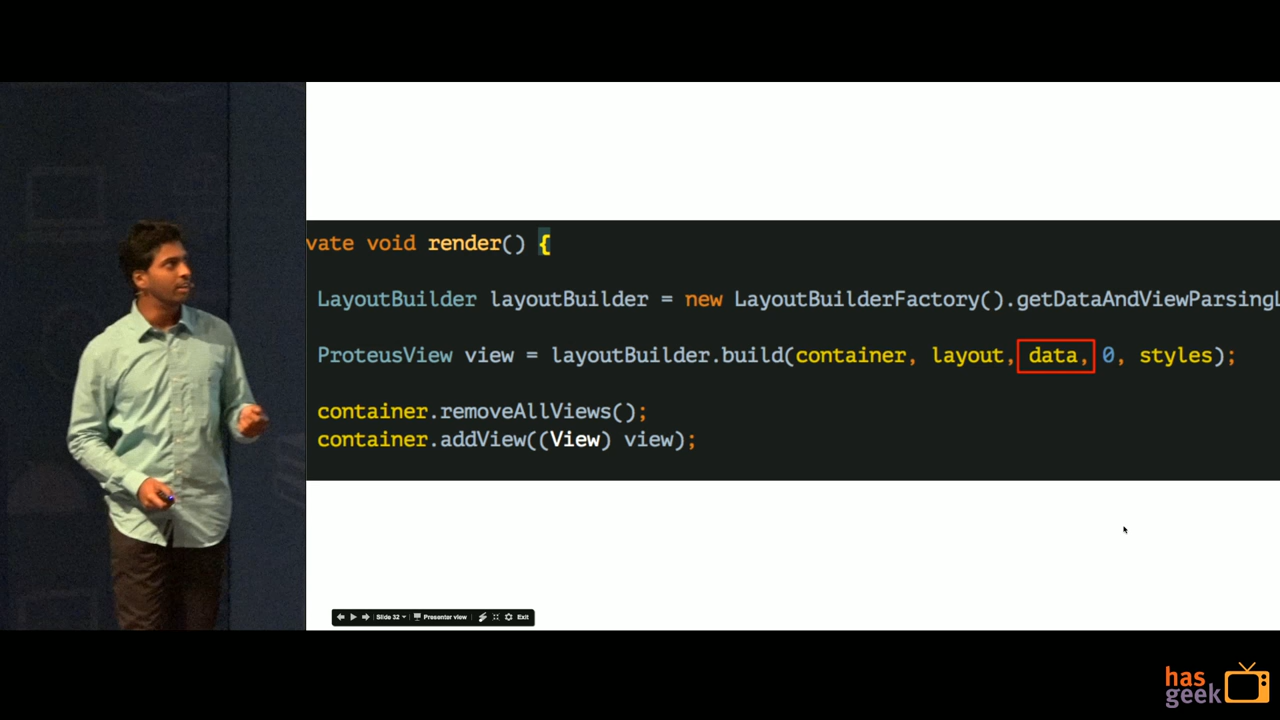 vate void render() {
LayoutBuilder layoutBuilder = new LayoutBuilderFactory().getDataAndViewParsingL
ProteusView view = layoutBuilder.build(container, layout, data, 0, styles);
container.removeAllViews();
container.addView((View) view);
Slide 32 Presenter view Exit
has
geek